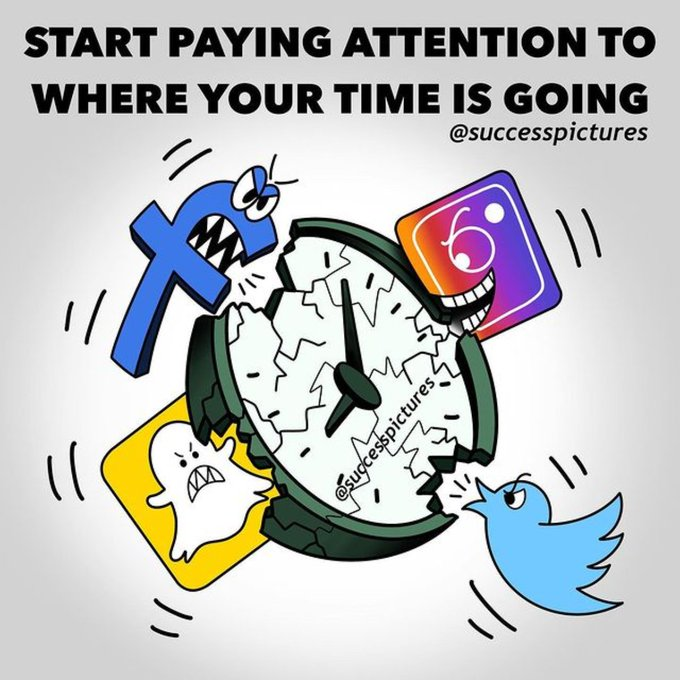 START PAYING ATTENTION TO
WHERE YOUR TIME IS GOING
@successpictures
@successpictures